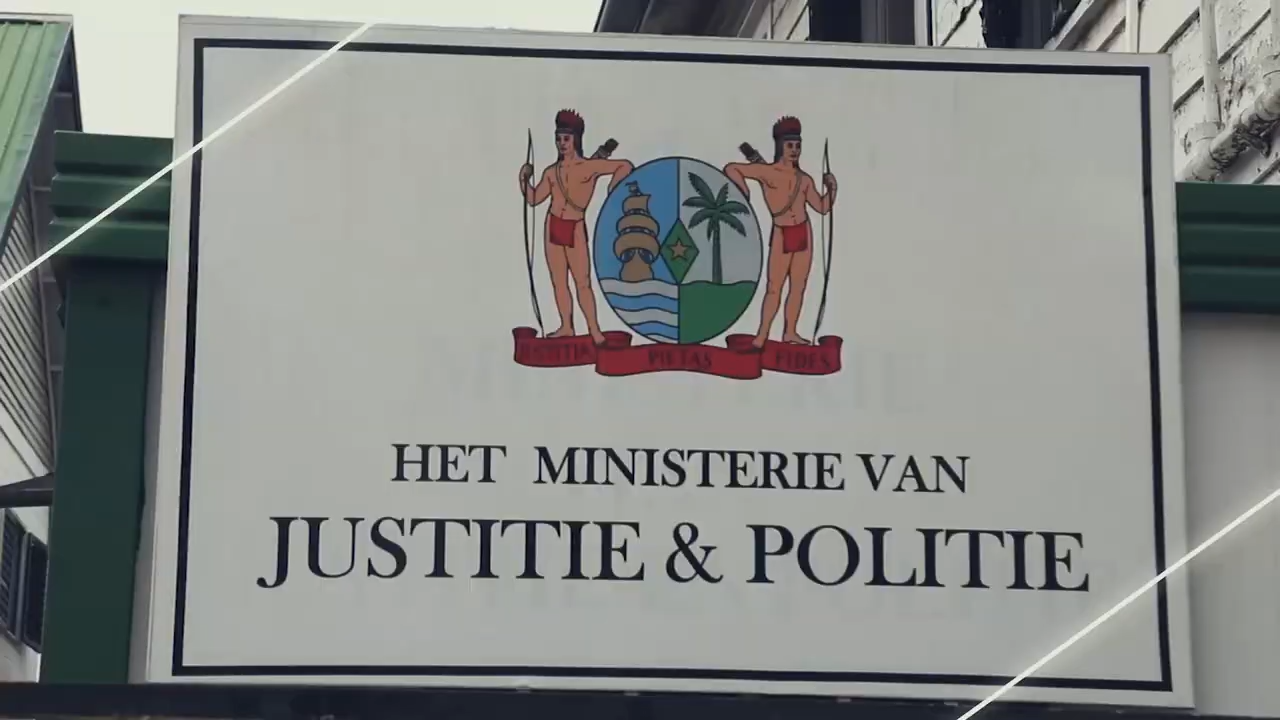 JUSTITIA PIETAS FIDES
HET MINISTERIE VAN
JUSTITIE & POLITIE